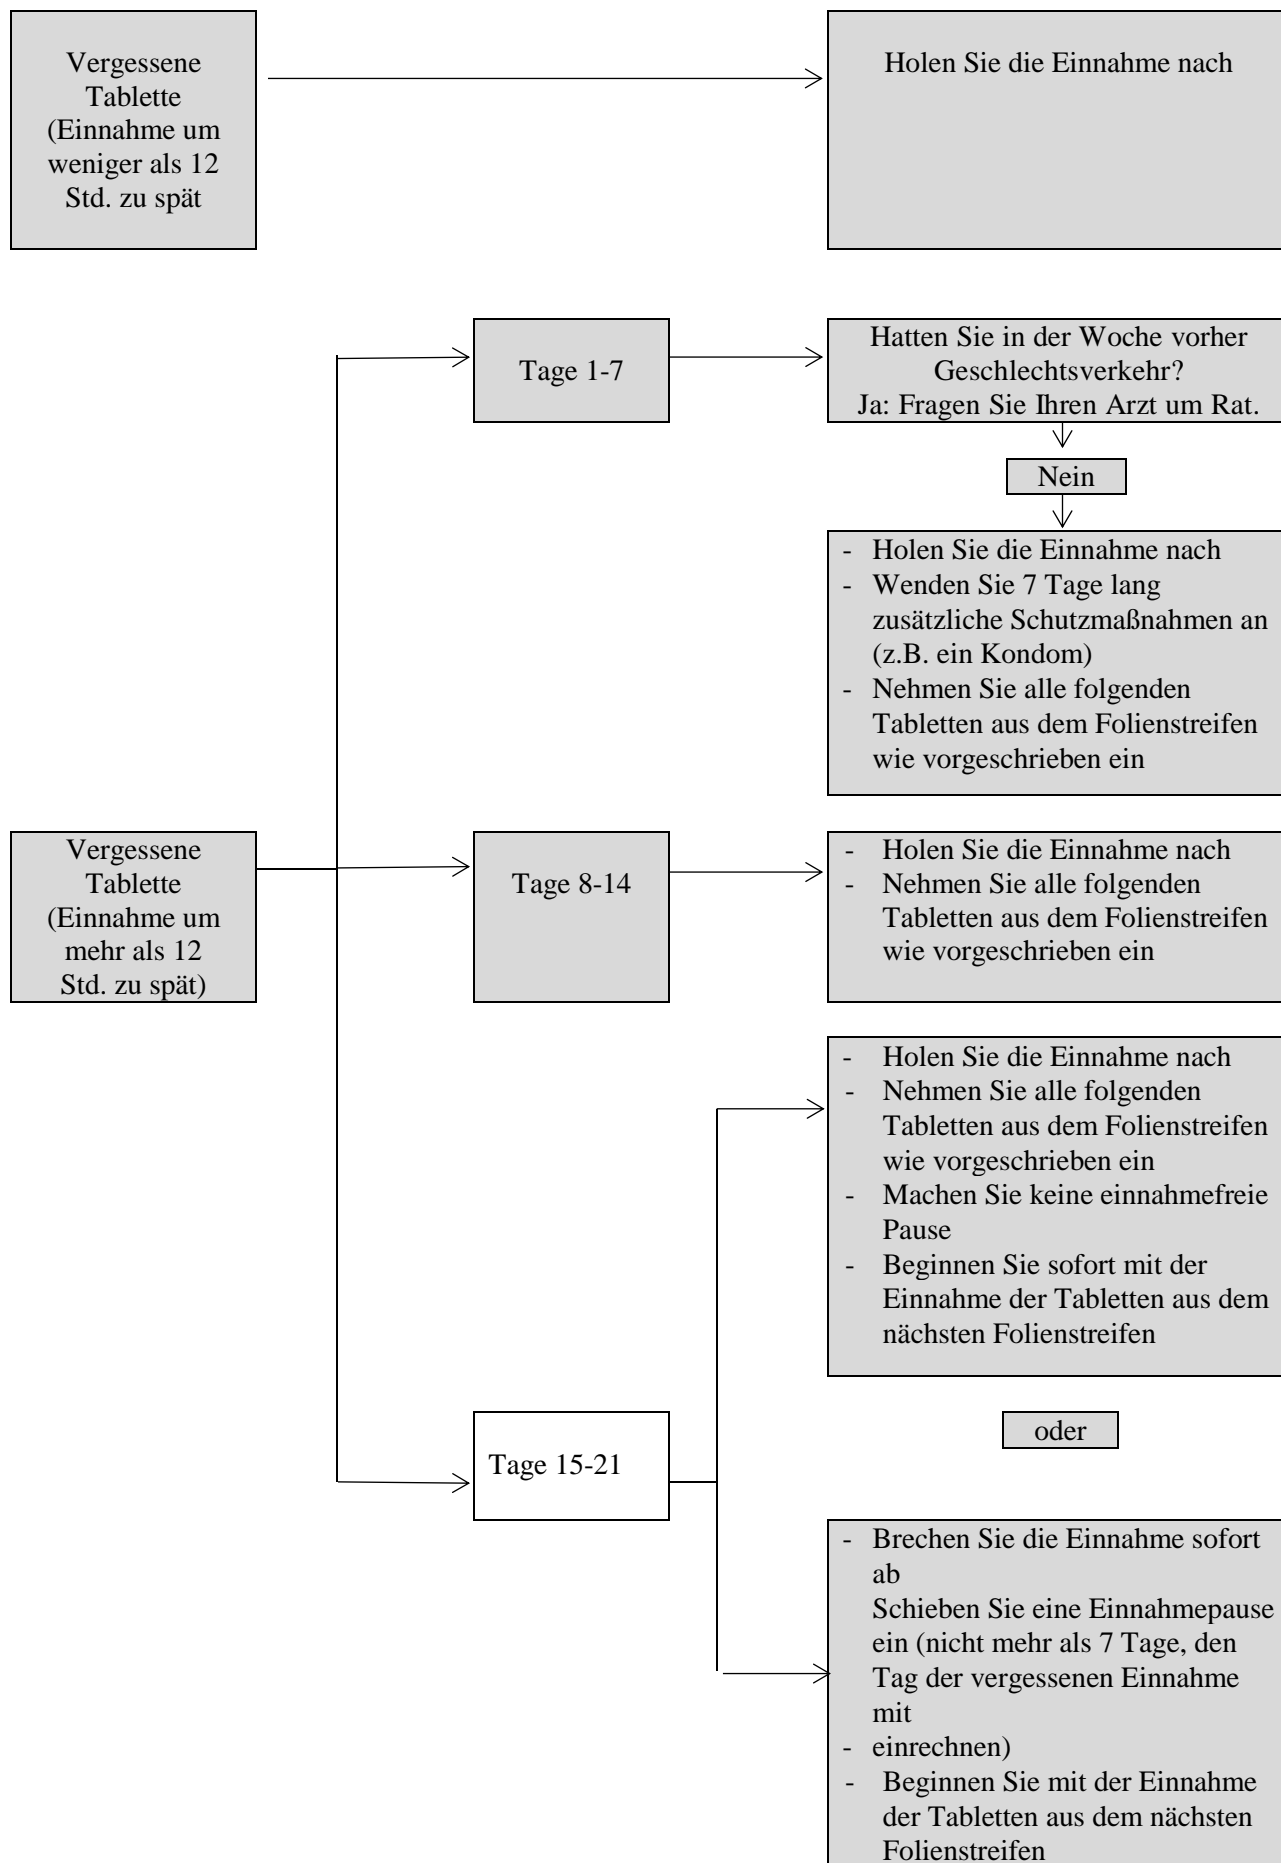 Vergessene
Tablette
(Einnahme um
weniger als 12
Std. zu spät
Holen Sie die Einnahme nach
Tage 1-7
Hatten Sie in der Woche vorher
Geschlechtsverkehr?
Ja: Fragen Sie Ihren Arzt um Rat.
Nein
- Holen Sie die Einnahme nach
- Wenden Sie 7 Tage lang
zusätzliche Schutzmaßnahmen an
(z.B. ein Kondom)
- Nehmen Sie alle folgenden
Tabletten aus dem Folienstreifen
wie vorgeschrieben ein
Vergessene
Tablette
(Einnahme um
mehr als 12
Std. zu spät)
Tage 8-14
- Holen Sie die Einnahme nach
- Nehmen Sie alle folgenden
Tabletten aus dem Folienstreifen
wie vorgeschrieben ein
- Holen Sie die Einnahme nach
- Nehmen Sie alle folgenden
Tabletten aus dem Folienstreifen
wie vorgeschrieben ein
- Machen Sie keine einnahmefreie
Pause
- Beginnen Sie sofort mit der
Einnahme der Tabletten aus dem
nächsten Folienstreifen
oder
Tage 15-21
- Brechen Sie die Einnahme sofort
ab
Schieben Sie eine Einnahmepause
ein (nicht mehr als 7 Tage, den
Tag der vergessenen Einnahme
mit
- einrechnen)
- Beginnen Sie mit der Einnahme
der Tabletten aus dem nächsten
Folienstreifen